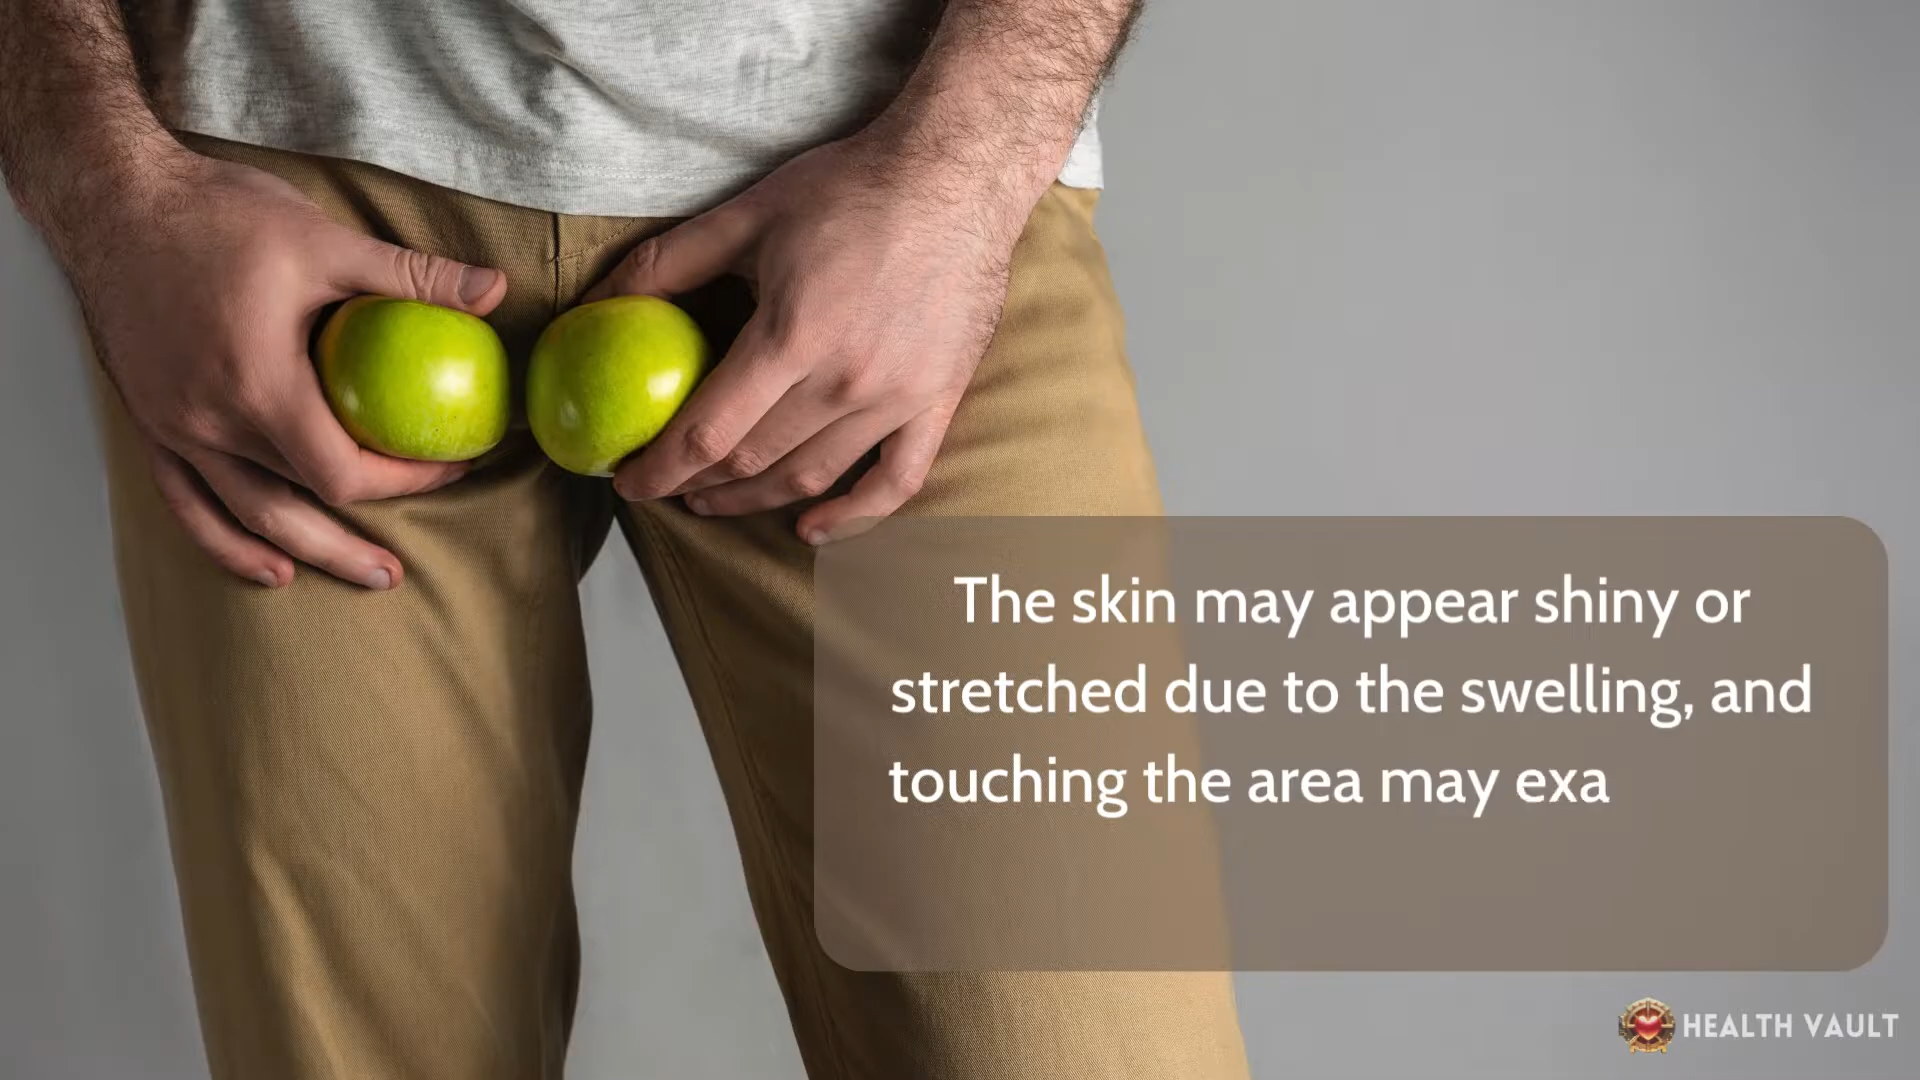 The skin may appear shiny or
stretched due to the swelling, and
touching the area may exa
HEALTH VAULT